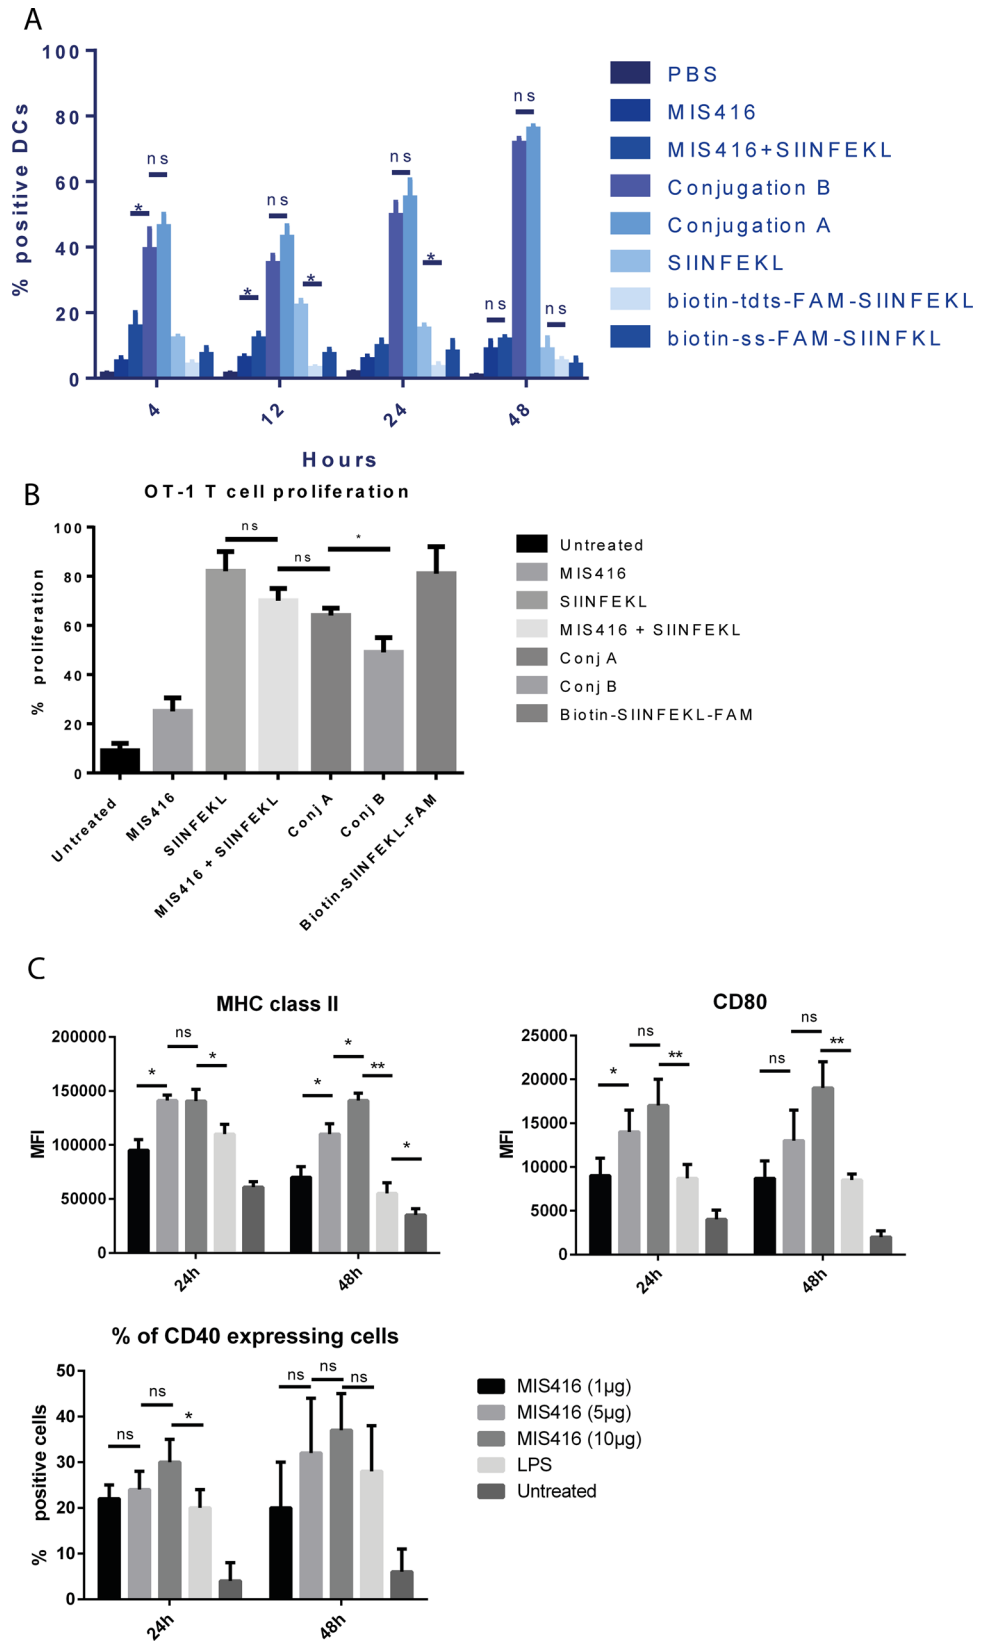 A
100
80
60
40
20
0
% positive DCs
ns
*
ns
*
*
ns
*
ns
ns
ns
4
12
24
48
Hours
PBS
MIS416
MIS416+SIINFEKL
Conjugation B
Conjugation A
SIINFEKL
biotin-tdts-FAM-SIINFEKL
biotin-ss-FAM-SIINFKL
B
OT-1 T cell proliferation
100
80
60
40
20
0
% proliferation
ns
ns
*
Untreated
MIS416
SIINFEKL
MIS416 + SIINFEKL
Conj A
Conj B
Biotin-SIINFEKL-FAM
Untreated
MIS416
SIINFEKL
MIS416 + SIINFEKL
Conj A
Conj B
Biotin-SIINFEKL-FAM
C
MHC class II
200000
150000
100000
50000
0
MFI
*
ns
*
*
*
**
*
24h
48h
CD80
25000
20000
15000
10000
5000
0
MFI
*
ns
**
ns
ns
**
24h
48h
% of CD40 expressing cells
50
40
30
20
10
0
% positive cells
ns
ns
*
ns
ns
ns
24h
48h
MIS416 (1µg)
MIS416 (5µg)
MIS416 (10µg)
LPS
Untreated